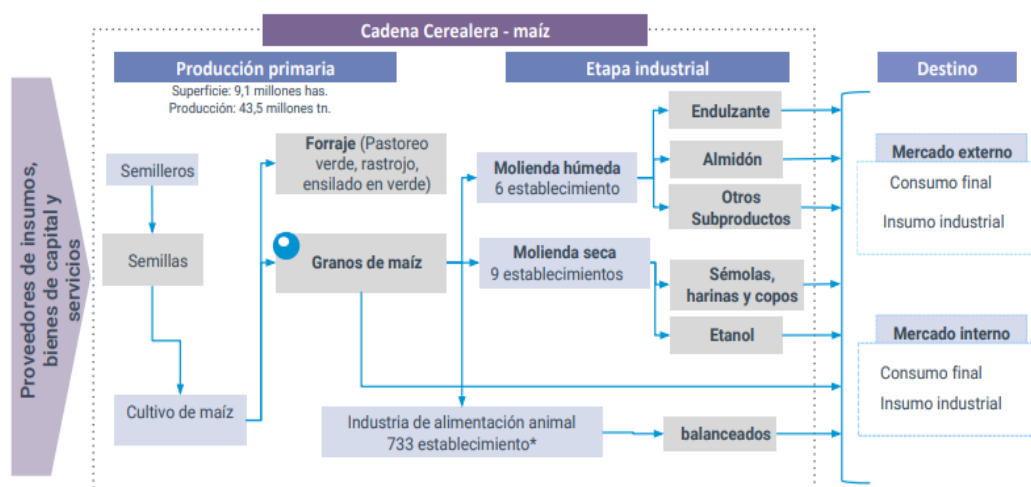 Cadena Cerealera - maíz
Proveedores de insumos,
bienes de capital y
servicios
Producción primaria
Superficie: 9,1 millones has.
Producción: 43,5 millones tn.
Semilleros
Semillas
Cultivo de maíz
Forraje (Pastoreo
verde, rastrojo,
ensilado en verde)
Granos de maíz
Etapa industrial
Molienda húmeda
6 establecimiento
Molienda seca
9 establecimientos
Industria de alimentación animal
733 establecimiento*
Endulzante
Almidón
Otros
Subproductos
Sémolas,
harinas y copos
Etanol
balanceados
Destino
Mercado externo
Consumo final
Insumo industrial
Mercado interno
Consumo final
Insumo industrial